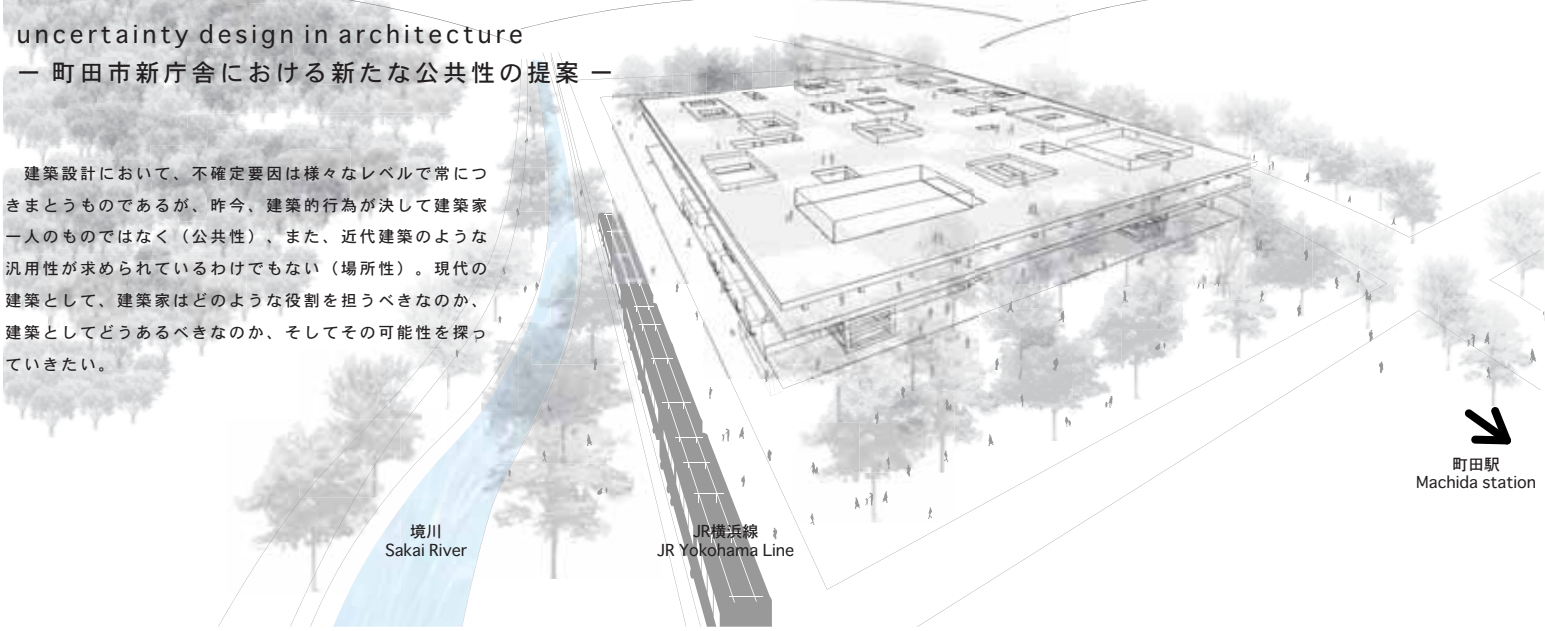 uncertainty design in architecture
ー 町田市新庁舎における新たな公共性の提案 ー
建築設計において、不確定要因は様々なレベルで常につ
きまとうものであるが、昨今、建築的行為が決して建築家
一人のものではなく（公共性）、また、近代建築のような
汎用性が求められているわけでもない（場所性）。現代の
建築として、建築家はどのような役割を担うべきなのか、
建築としてどうあるべきなのか、そしてその可能性を探っ
ていきたい。
町田駅
Machida station
境川
Sakai River
JR横浜線
JR Yokohama Line